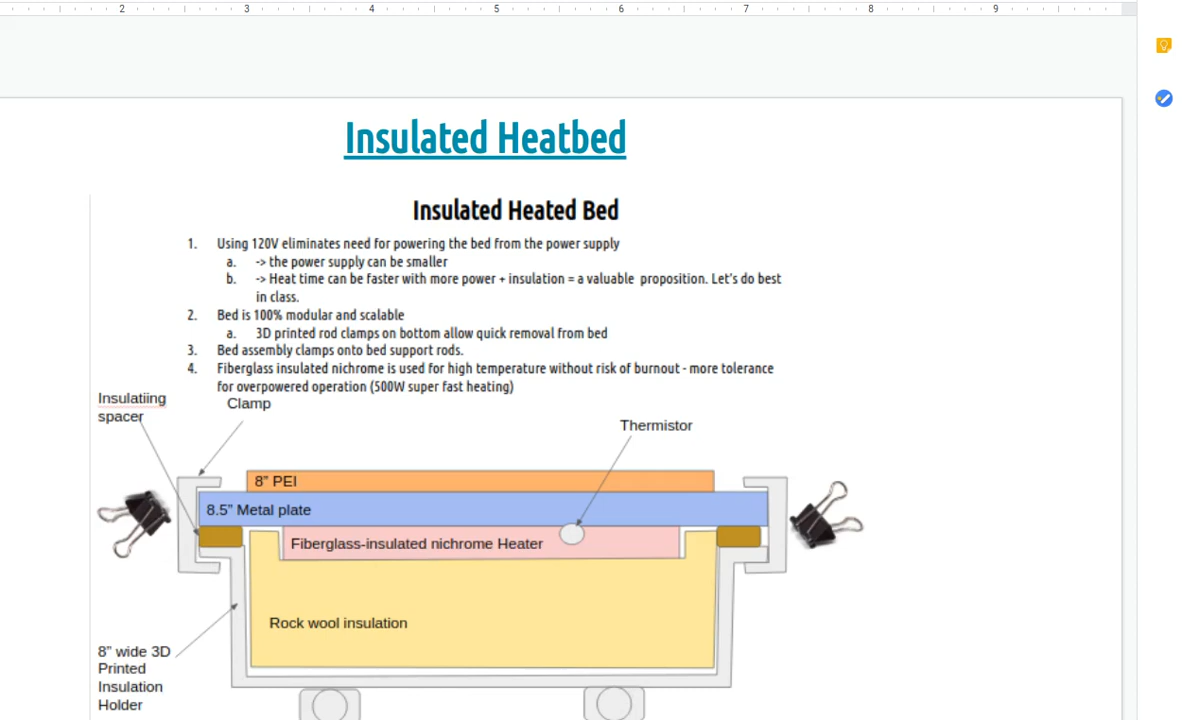 2 3 4 5 6 7 8 9
Insulated Heatbed
Insulated Heated Bed
1. Using 120V eliminates need for powering the bed from the power supply
a. -> the power supply can be smaller
b. -> Heat time can be faster with more power + insulation = a valuable proposition. Let's do best
in class.
2. Bed is 100% modular and scalable
a. 3D printed rod clamps on bottom allow quick removal from bed
3. Bed assembly clamps onto bed support rods.
4. Fiberglass insulated nichrome is used for high temperature without risk of burnout - more tolerance
for overpowered operation (500W super fast heating)
Insulatiing
spacer
Clamp
Thermistor
8" PEI
8.5" Metal plate
Fiberglass-insulated nichrome Heater
Rock wool insulation
8" wide 3D
Printed
Insulation
Holder